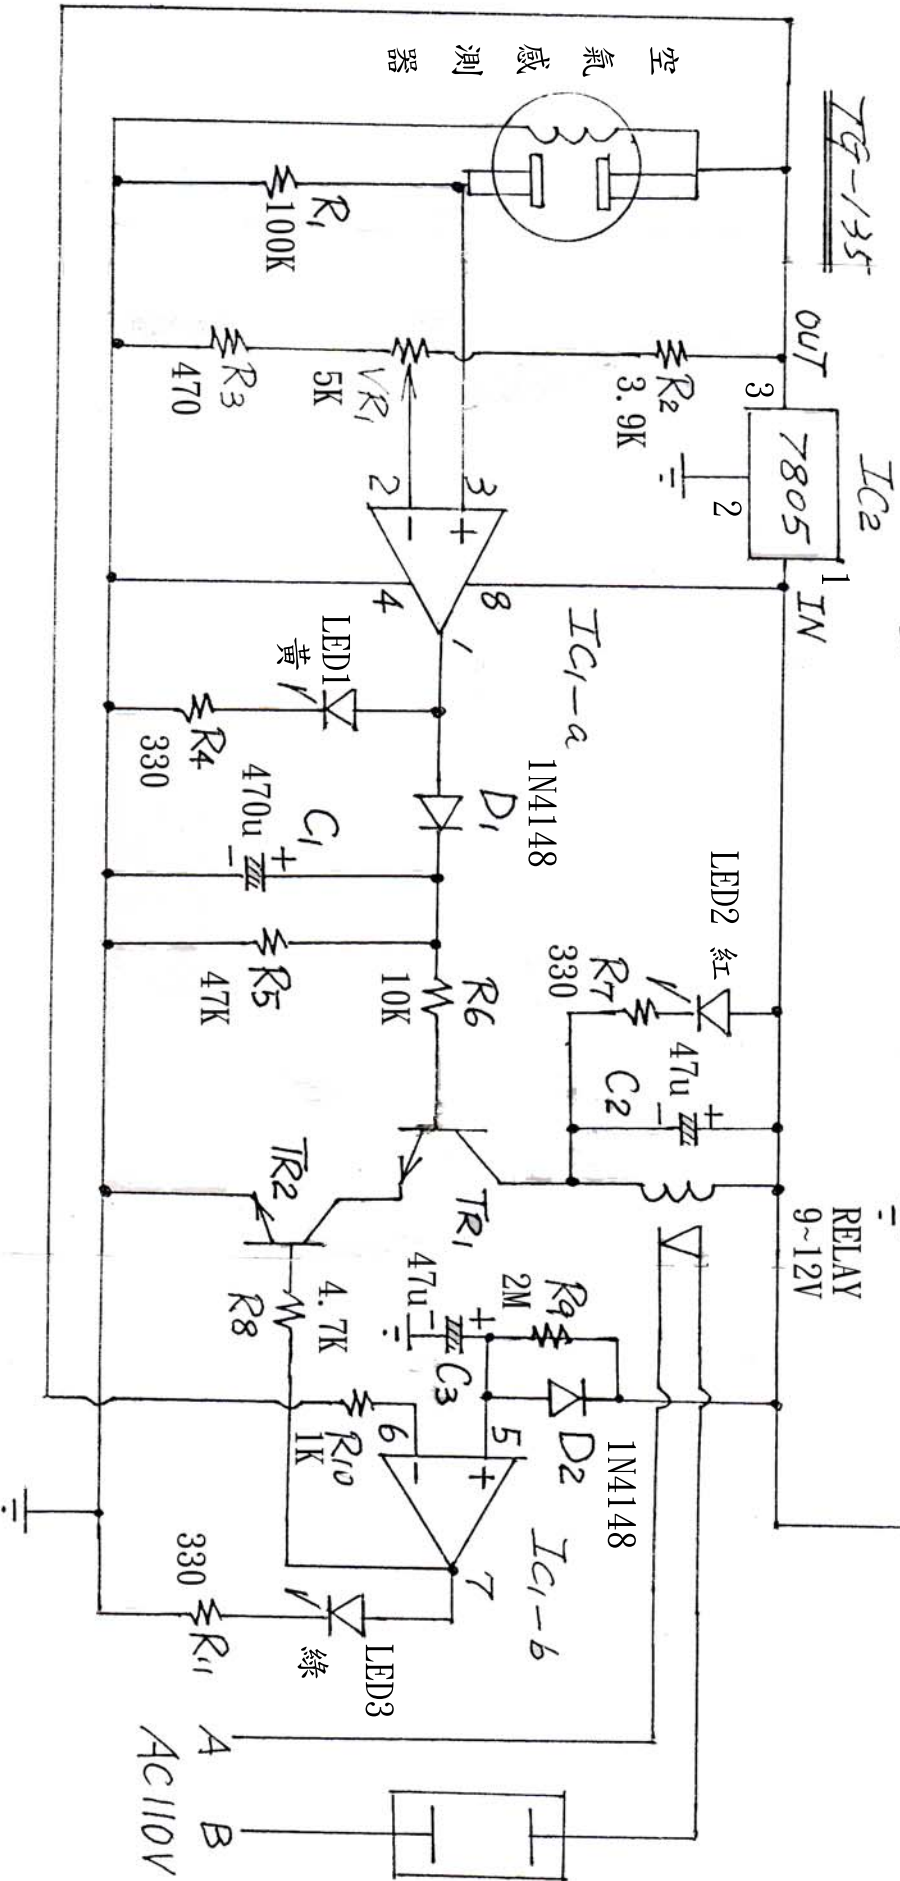 TG-135
空氣感測器
R1
100K
R2
3.9K
VR1
5K
R3
470
OUT
3
7805
2
1
IN
IC2
3
+
2
-
8
4
1
IC1-a
LED1
黃
R4
330
D1
1N4148
C1
470u
+
-
R5
47K
R6
10K
LED2 紅
R7
330
C2
47u
+
-
RELAY
9~12V
TR1
TR2
R8
4.7K
R9
2M
C3
47u
+
-
D2
1N4148
R10
1K
5
+
6
-
7
IC1-b
LED3
綠
R11
330
A
B
AC110V